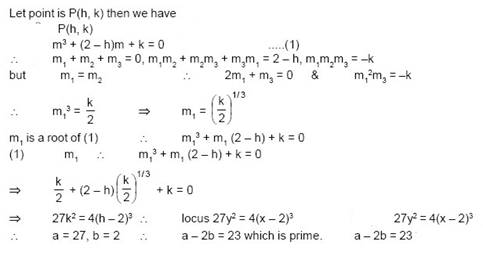 Let point is P(h, k) then we have
P(h, k)
m³ + (2 – h)m + k = 0 .....(1)
∴ m₁ + m₂ + m₃ = 0, m₁m₂ + m₂m₃ + m₃m₁ = 2 – h, m₁m₂m₃ = –k
but m₁ = m₂ ∴ 2m₁ + m₃ = 0 & m₁²m₃ = –k
∴ m₁³ = k/2 ⇒ m₁ = (k/2)^1/3
m₁ is a root of (1) ∴ m₁³ + m₁ (2 – h) + k = 0
(1) m₁ ∴ m₁³ + m₁ (2 – h) + k = 0
⇒ k/2 + (2 – h)(k/2)^1/3 + k = 0
⇒ 27k² = 4(h – 2)³ ∴ locus 27y² = 4(x – 2)³ 27y² = 4(x – 2)³
∴ a = 27, b = 2 ∴ a – 2b = 23 which is prime. a – 2b = 23